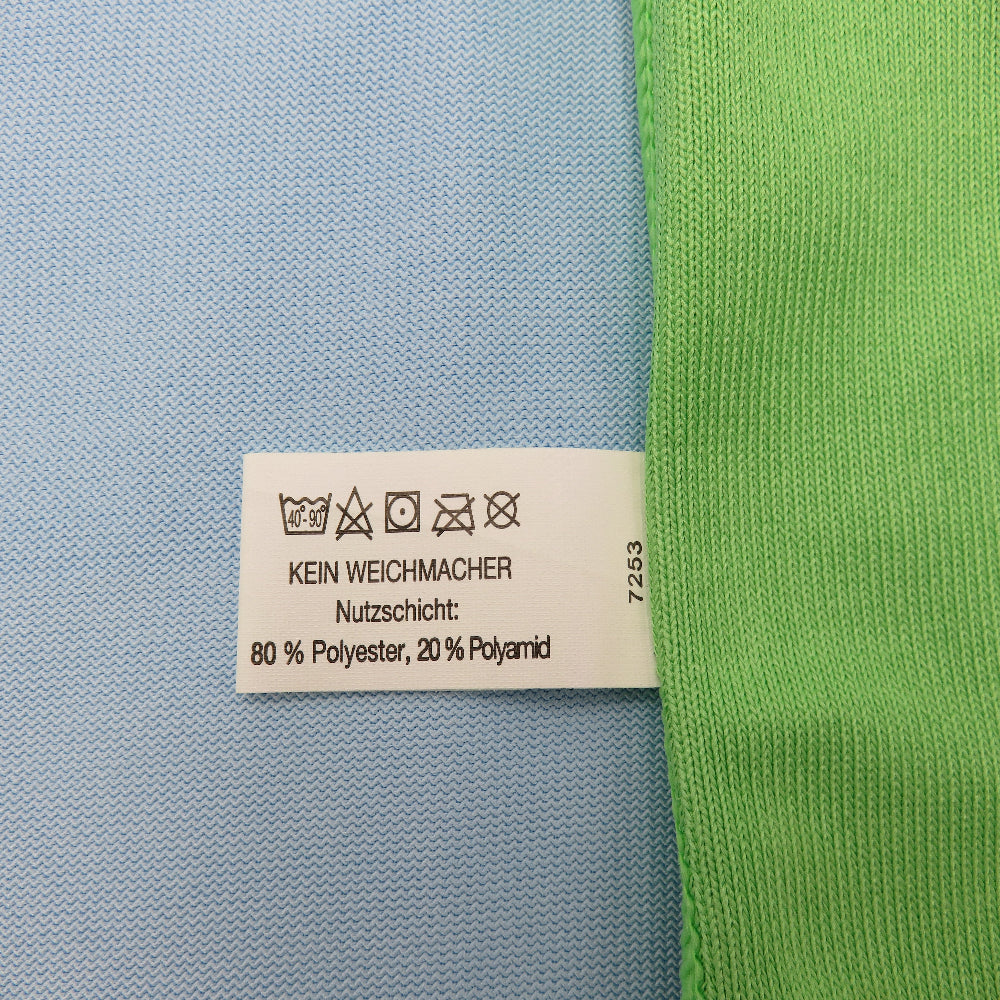 40°-90°
KEIN WEICHMACHER
Nutzschicht:
80 % Polyester, 20 % Polyamid
7253